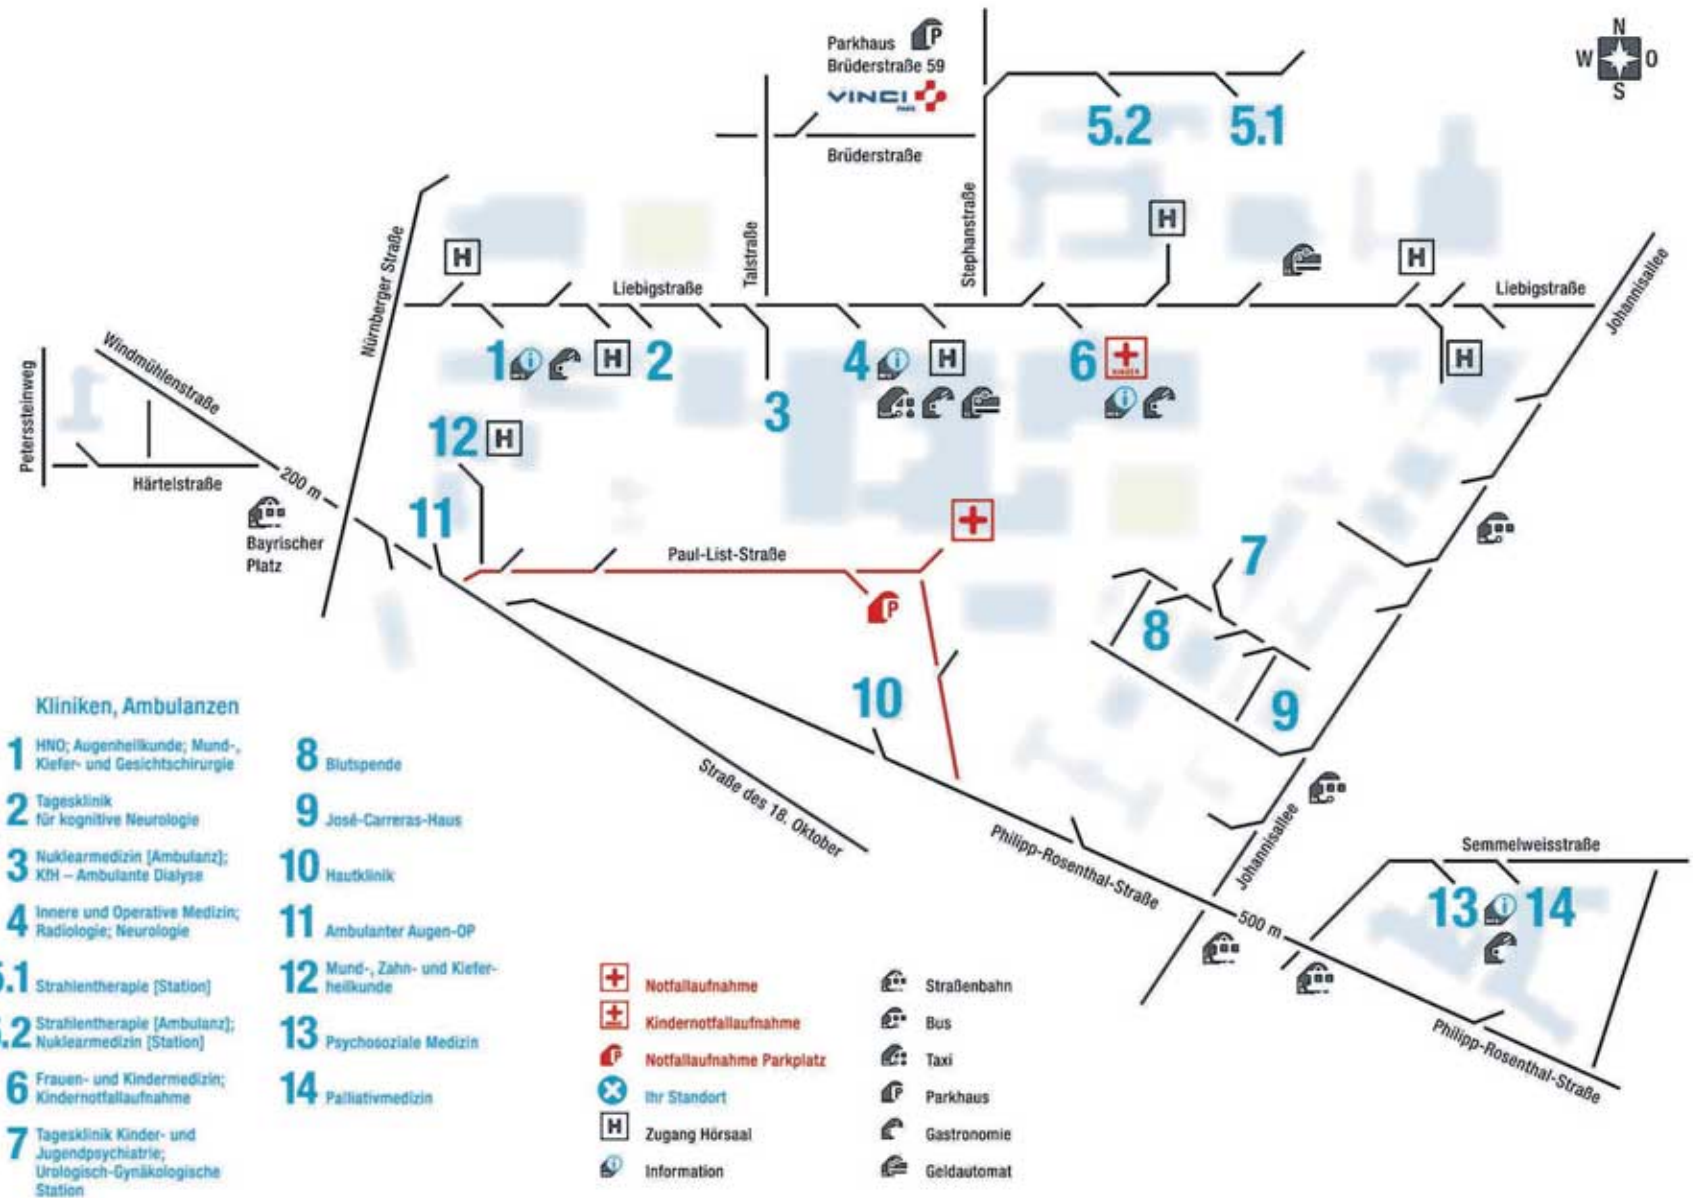 N
W O
S
Parkhaus P
Brüderstraße 59
VINCI
PARK
Brüderstraße
5.2
5.1
Talstraße
Stephanstraße
Nürnberger Straße
H
H
H
Liebigstraße
Liebigstraße
Johannisallee
Windmühlenstraße
Peterssteinweg
Härtelstraße
200 m
Bayrischer
Platz
1 i
H
2
3
4 i
H
6
KINDER
i
H
12 H
11
Paul-List-Straße
P
7
8
9
10
Straße des 18. Oktober
Philipp-Rosenthal-Straße
Johannisallee
500 m
Semmelweisstraße
13 i 14
Philipp-Rosenthal-Straße
Kliniken, Ambulanzen
1 HNO; Augenheilkunde; Mund-,
Kiefer- und Gesichtschirurgie
2 Tagesklinik
für kognitive Neurologie
3 Nuklearmedizin [Ambulanz];
KfH – Ambulante Dialyse
4 Innere und Operative Medizin;
Radiologie; Neurologie
5.1 Strahlentherapie [Station]
5.2 Strahlentherapie [Ambulanz];
Nuklearmedizin [Station]
6 Frauen- und Kindermedizin;
Kindernotfallaufnahme
7 Tagesklinik Kinder- und
Jugendpsychiatrie;
Urologisch-Gynäkologische
Station
8 Blutspende
9 José-Carreras-Haus
10 Hautklinik
11 Ambulanter Augen-OP
12 Mund-, Zahn- und Kiefer-
heilkunde
13 Psychosoziale Medizin
14 Palliativmedizin
Notfallaufnahme
Kindernotfallaufnahme
P Notfallaufnahme Parkplatz
Ihr Standort
H Zugang Hörsaal
i Information
Straßenbahn
Bus
Taxi
P Parkhaus
Gastronomie
Geldautomat